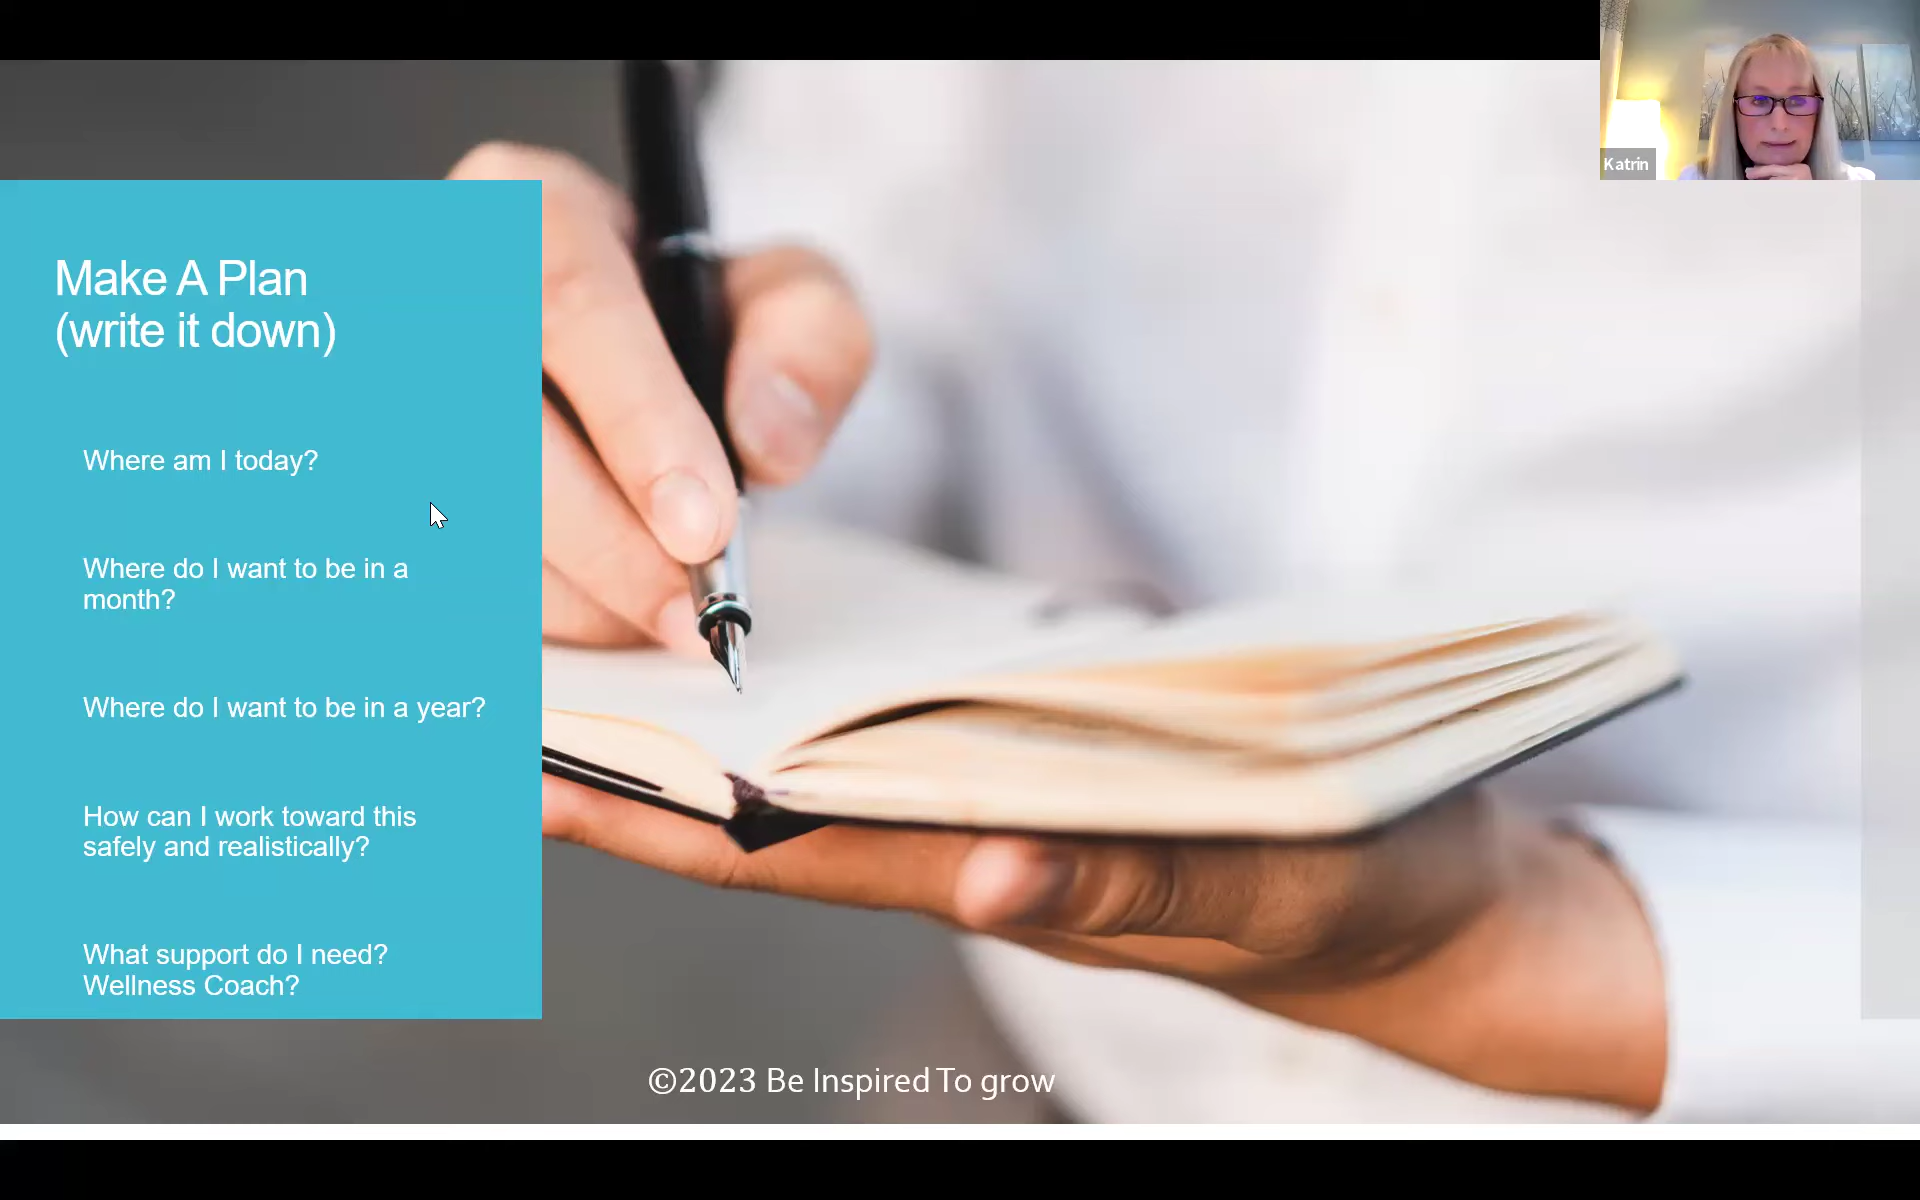 Katrin
Make A Plan
(write it down)
Where am I today?
Where do I want to be in a
month?
Where do I want to be in a year?
How can I work toward this
safely and realistically?
What support do I need?
Wellness Coach?
©2023 Be Inspired To grow